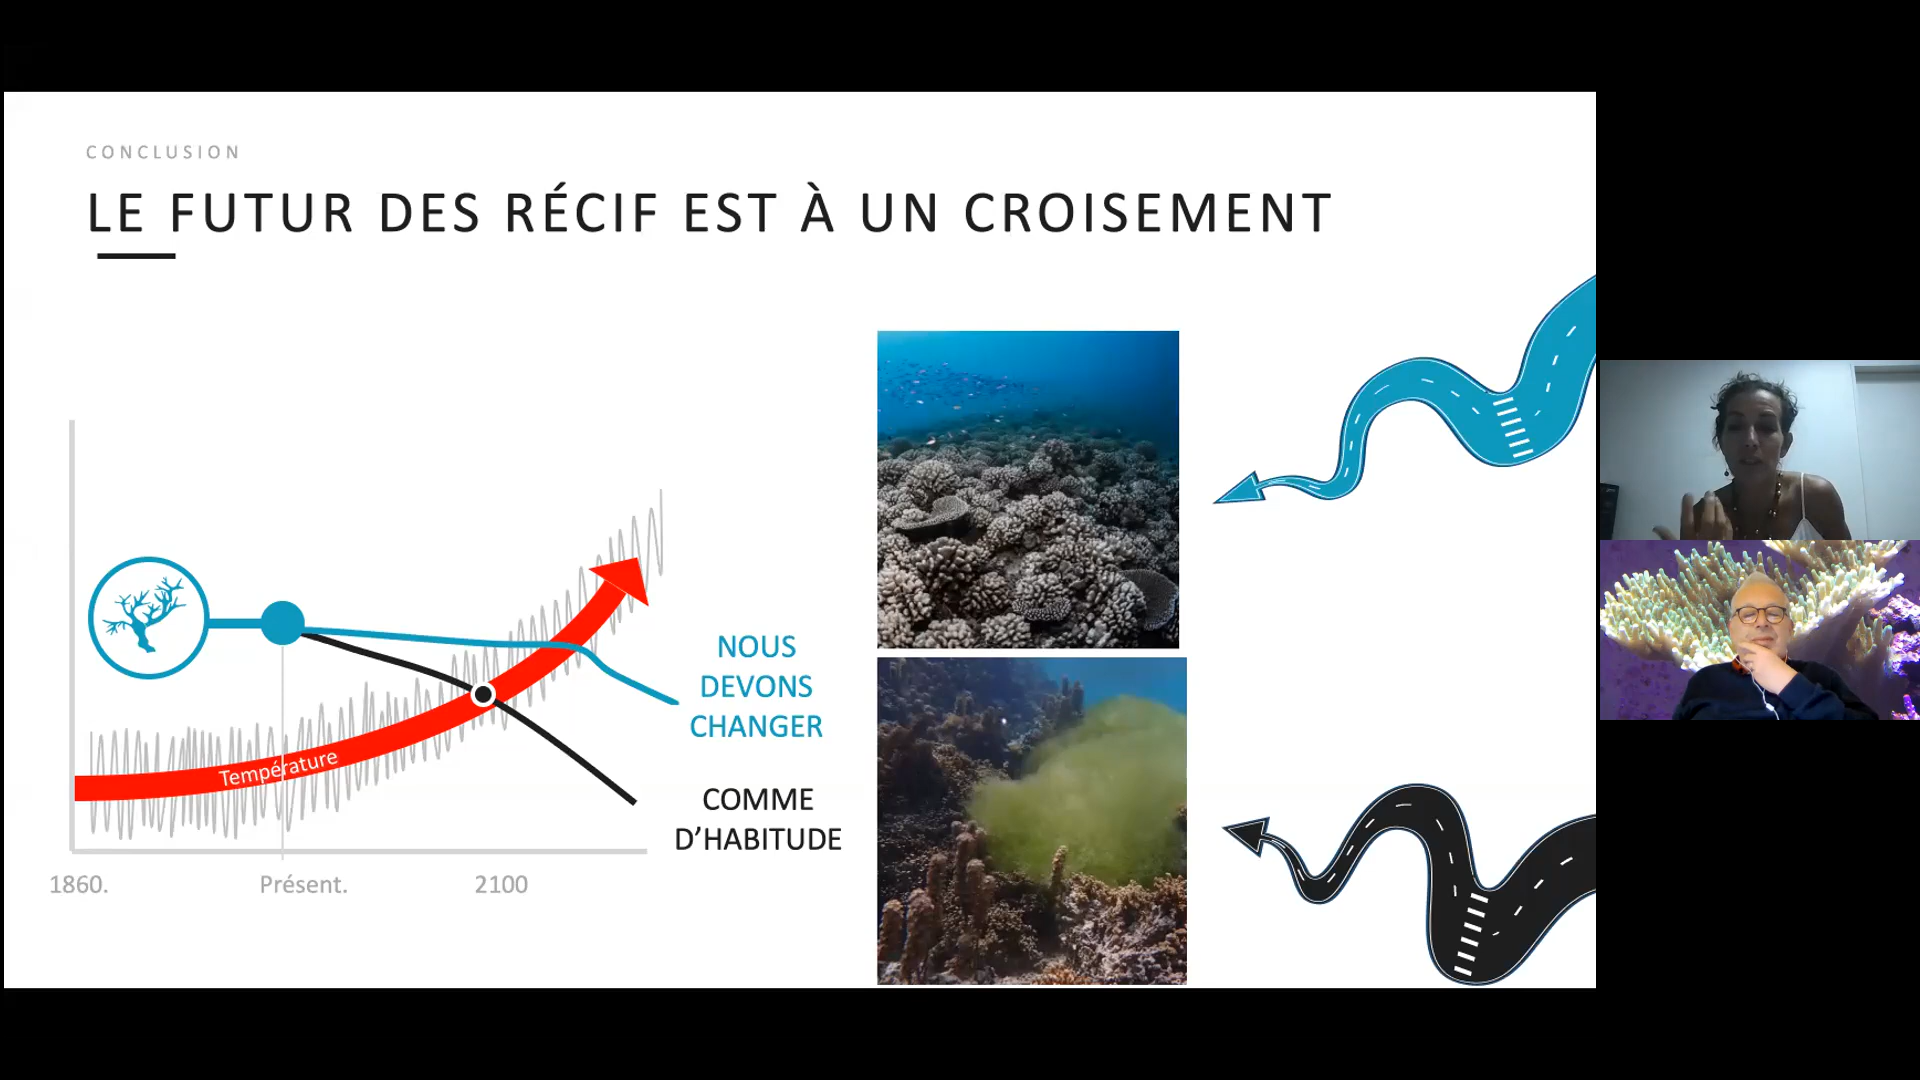 CONCLUSION
LE FUTUR DES RÉCIF EST À UN CROISEMENT
Température
NOUS
DEVONS
CHANGER
COMME
D’HABITUDE
1860.
Présent.
2100